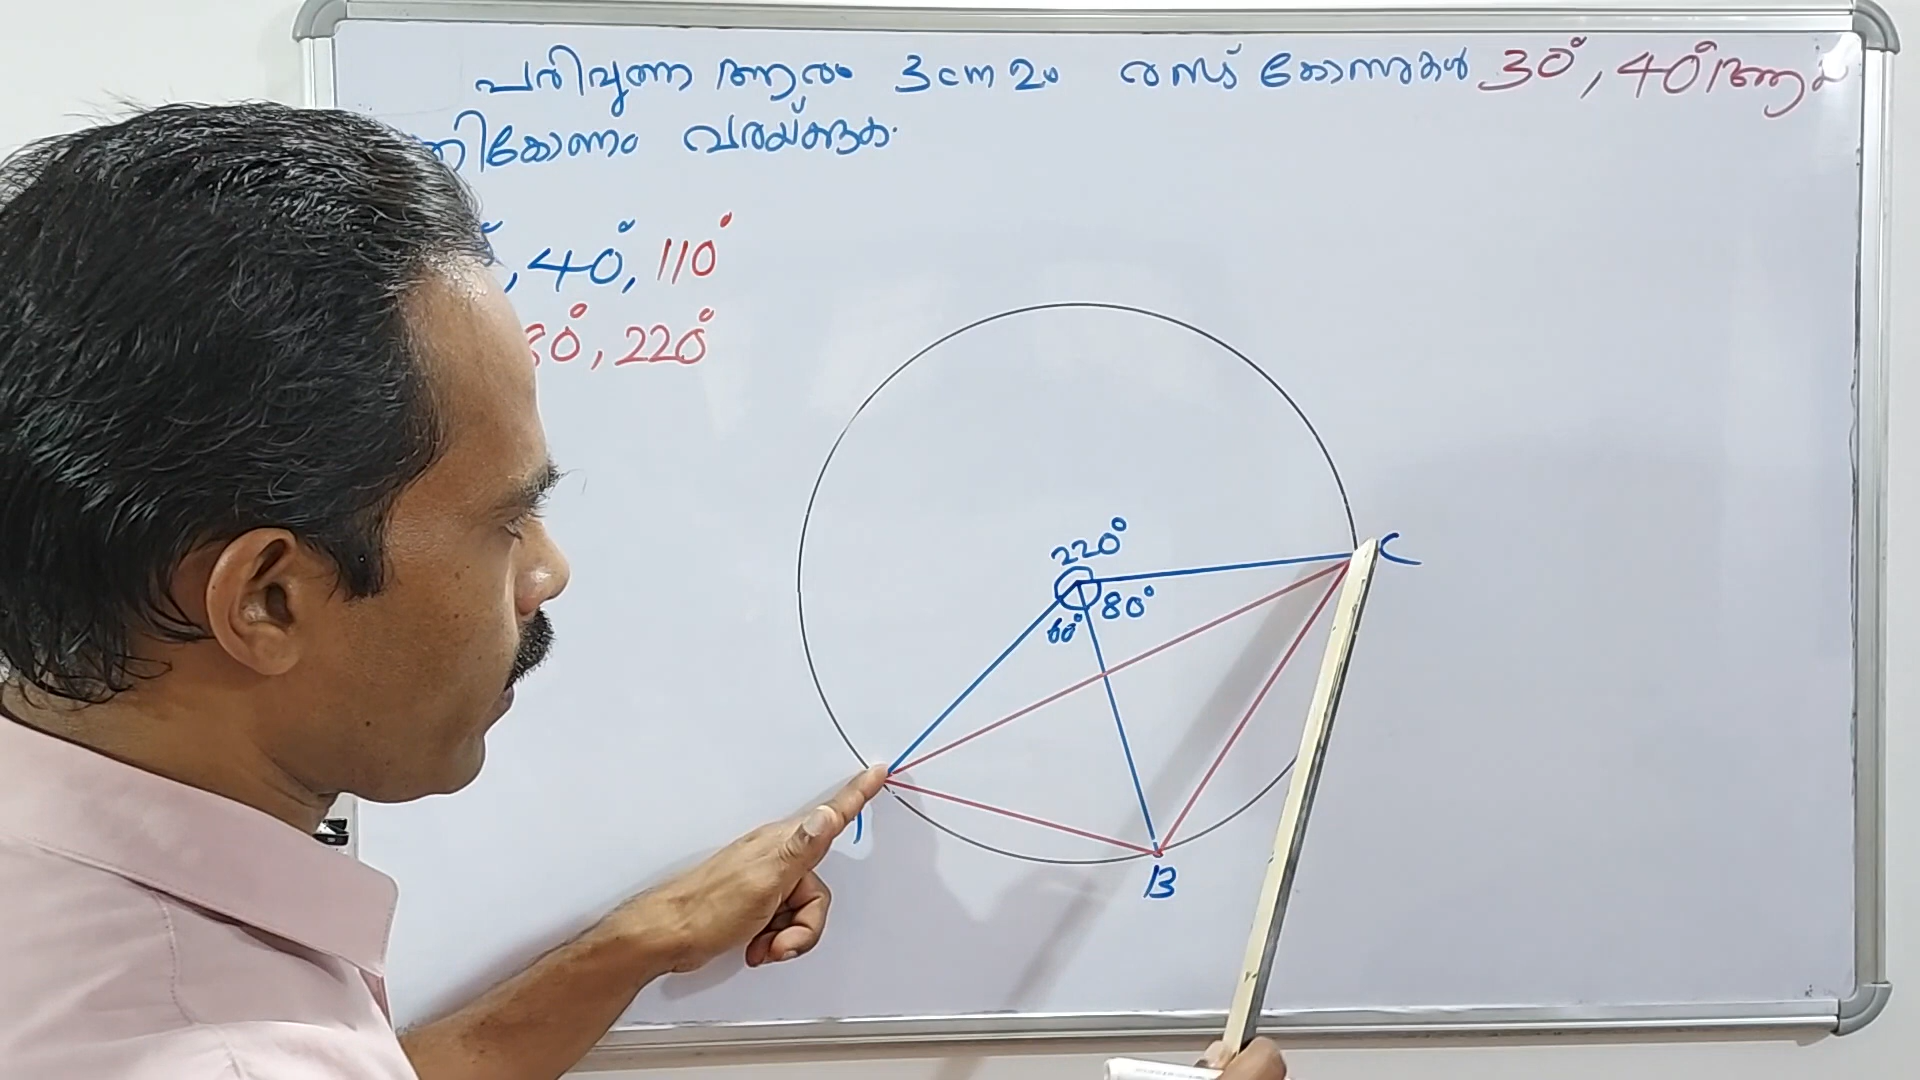 പരിവൃത്ത ആരം 3cm ഉം രണ്ട് കോണുകൾ 30°, 40° ആയ
ത്രികോണം വരയ്ക്കുക.
, 40°, 110°
80°, 220°
220°
C
80°
60°
B